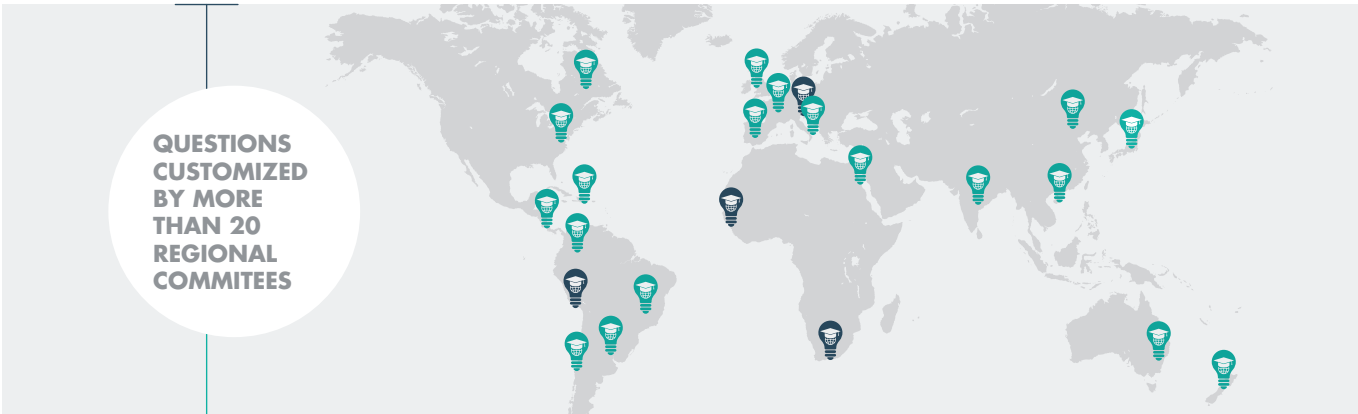 QUESTIONS
CUSTOMIZED
BY MORE
THAN 20
REGIONAL
COMMITEES